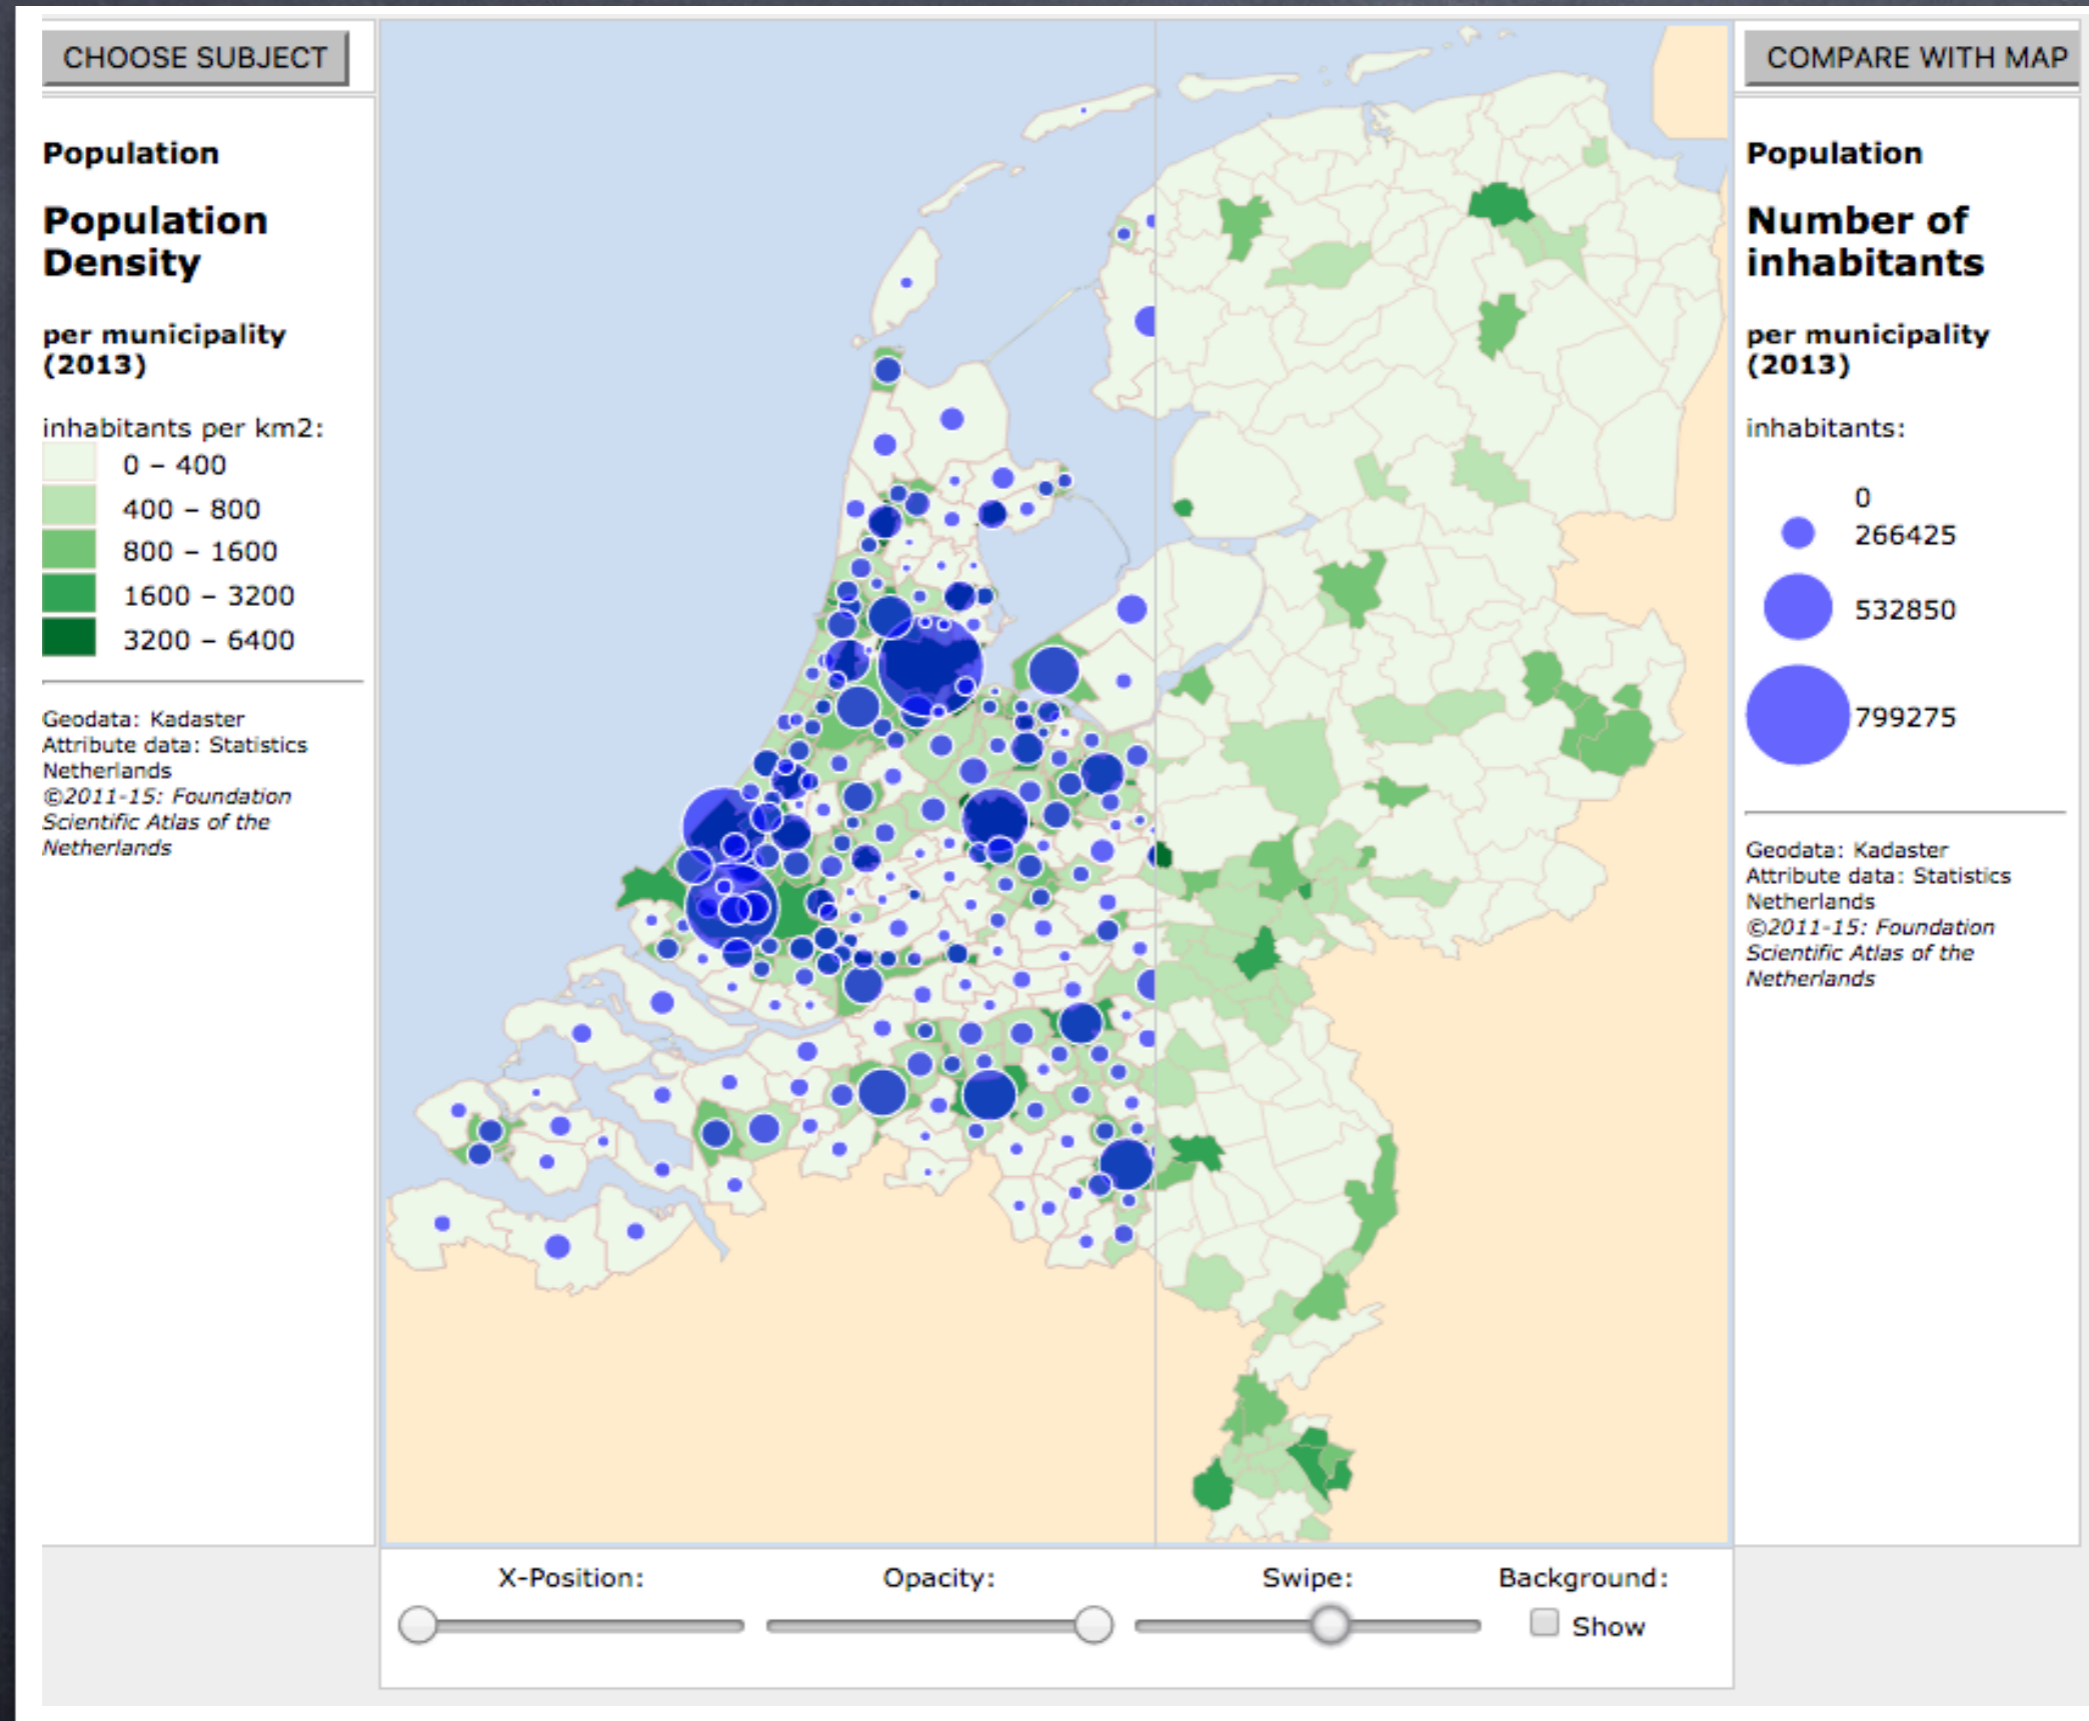 CHOOSE SUBJECT
Population
Population
Density
per municipality
(2013)
inhabitants per km2:
0 – 400
400 – 800
800 – 1600
1600 – 3200
3200 – 6400
Geodata: Kadaster
Attribute data: Statistics
Netherlands
©2011-15: Foundation
Scientific Atlas of the
Netherlands
COMPARE WITH MAP
Population
Number of
inhabitants
per municipality
(2013)
inhabitants:
0
266425
532850
799275
Geodata: Kadaster
Attribute data: Statistics
Netherlands
©2011-15: Foundation
Scientific Atlas of the
Netherlands
X-Position:
Opacity:
Swipe:
Background:
Show